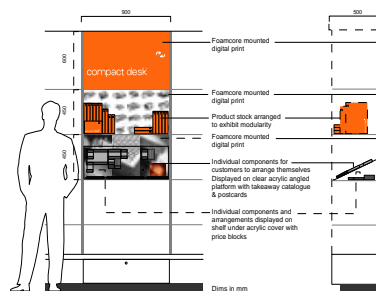 900
500
Foamcore mounted
digital print
600
compact desk
Foamcore mounted
digital print
450
Product stock arranged
to exhibit modularity
Foamcore mounted
digital print
450
Individual components for
customers to arrange themselves
Displayed on clear acrylic angled
platform with takeaway catalogue
& postcards
Individual components and
arrangements displayed on
shelf under acrylic cover with
price blocks
Dims in mm